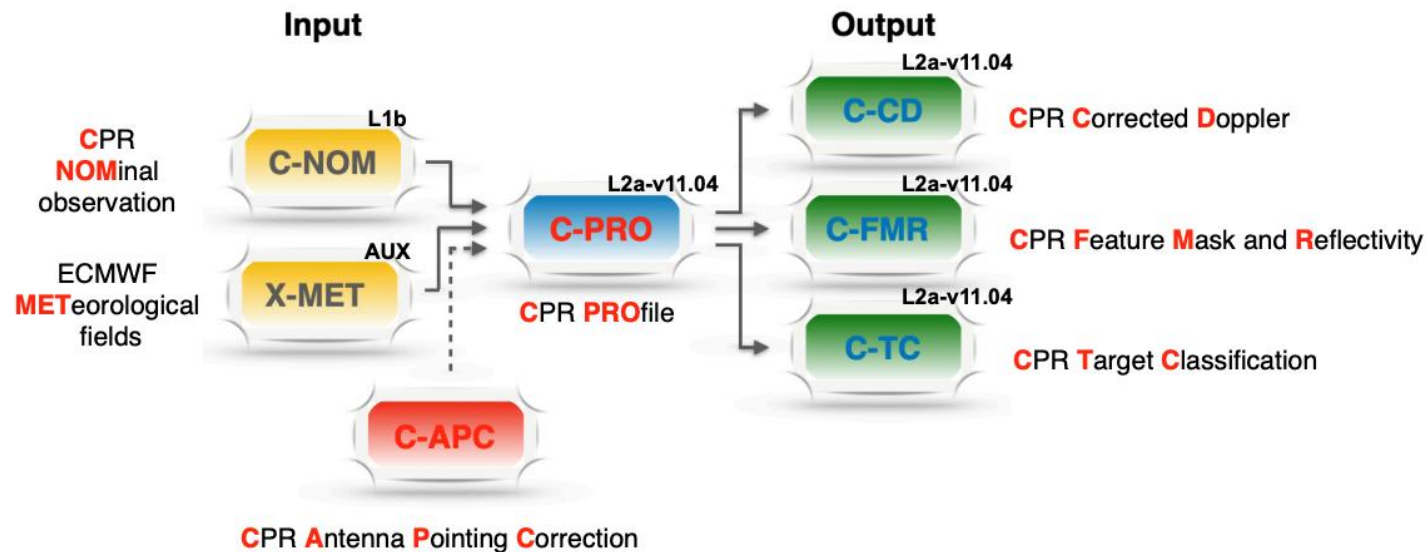 Input
Output
L1b
C-NOM
CPR
NOMinal
observation
AUX
X-MET
ECMWF
METeorological
fields
C-APC
CPR Antenna Pointing Correction
L2a-v11.04
C-PRO
CPR PROfile
L2a-v11.04
C-CD
CPR Corrected Doppler
L2a-v11.04
C-FMR
CPR Feature Mask and Reflectivity
L2a-v11.04
C-TC
CPR Target Classification